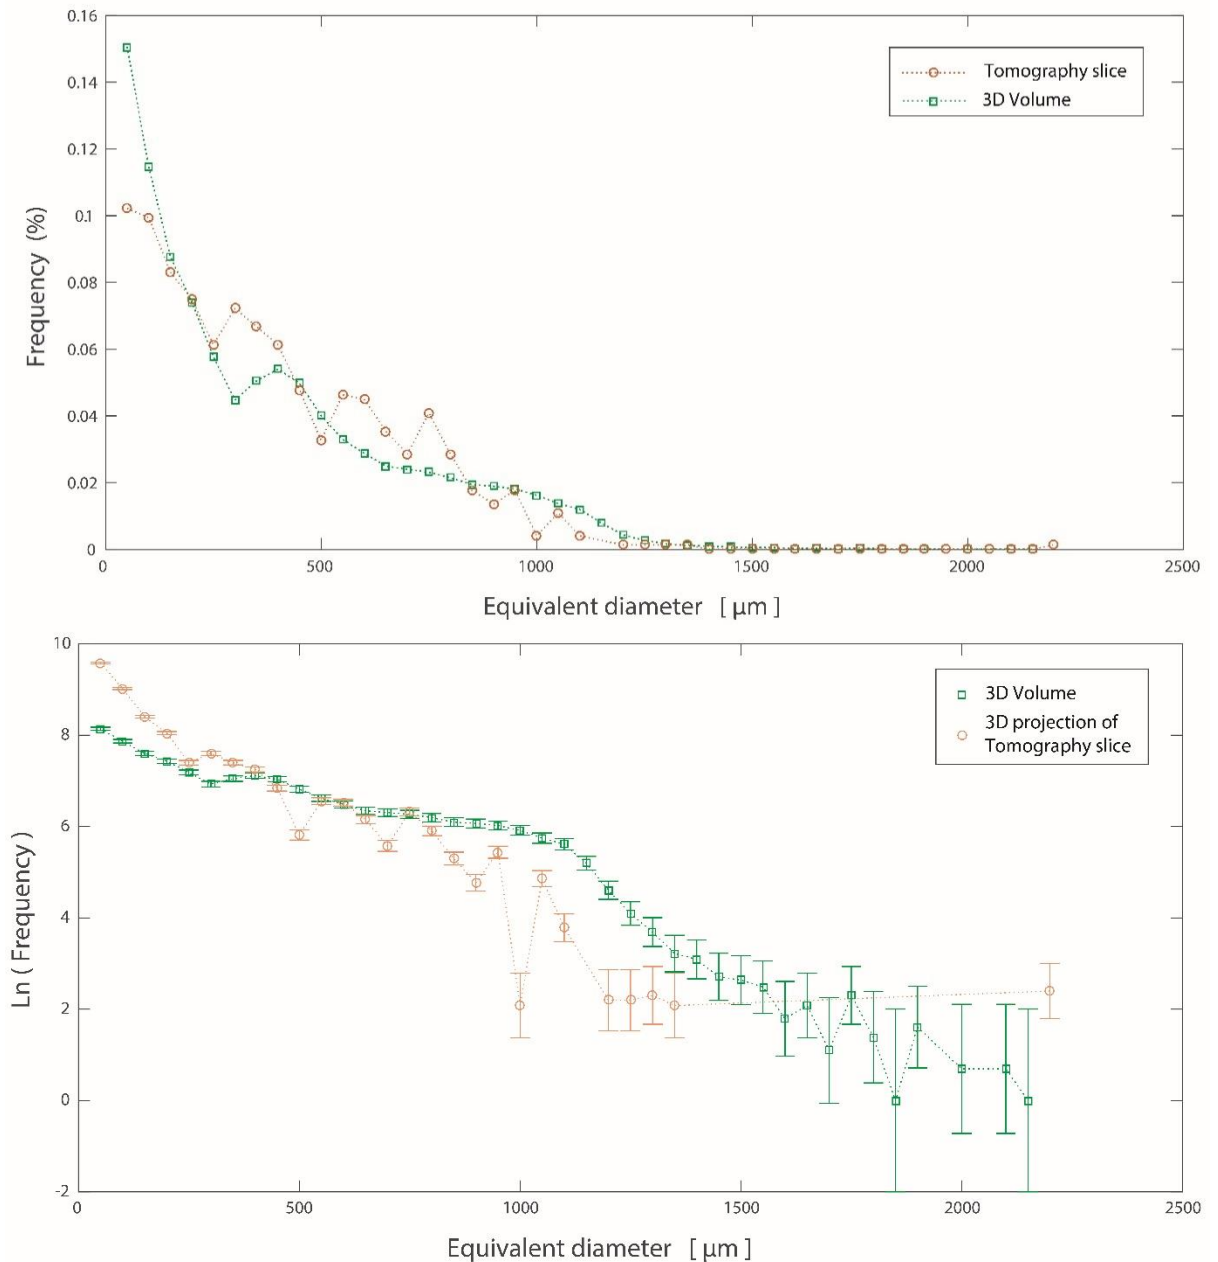 0.16
Tomography slice
3D Volume
0.14
0.12
0.1
0.08
0.06
0.04
0.02
0
Frequency (%)
0 500 1000 1500 2000 2500
Equivalent diameter [ µm ]
10
3D Volume
3D projection of
Tomography slice
8
6
4
2
0
-2
Ln ( Frequency )
0 500 1000 1500 2000 2500
Equivalent diameter [ µm ]